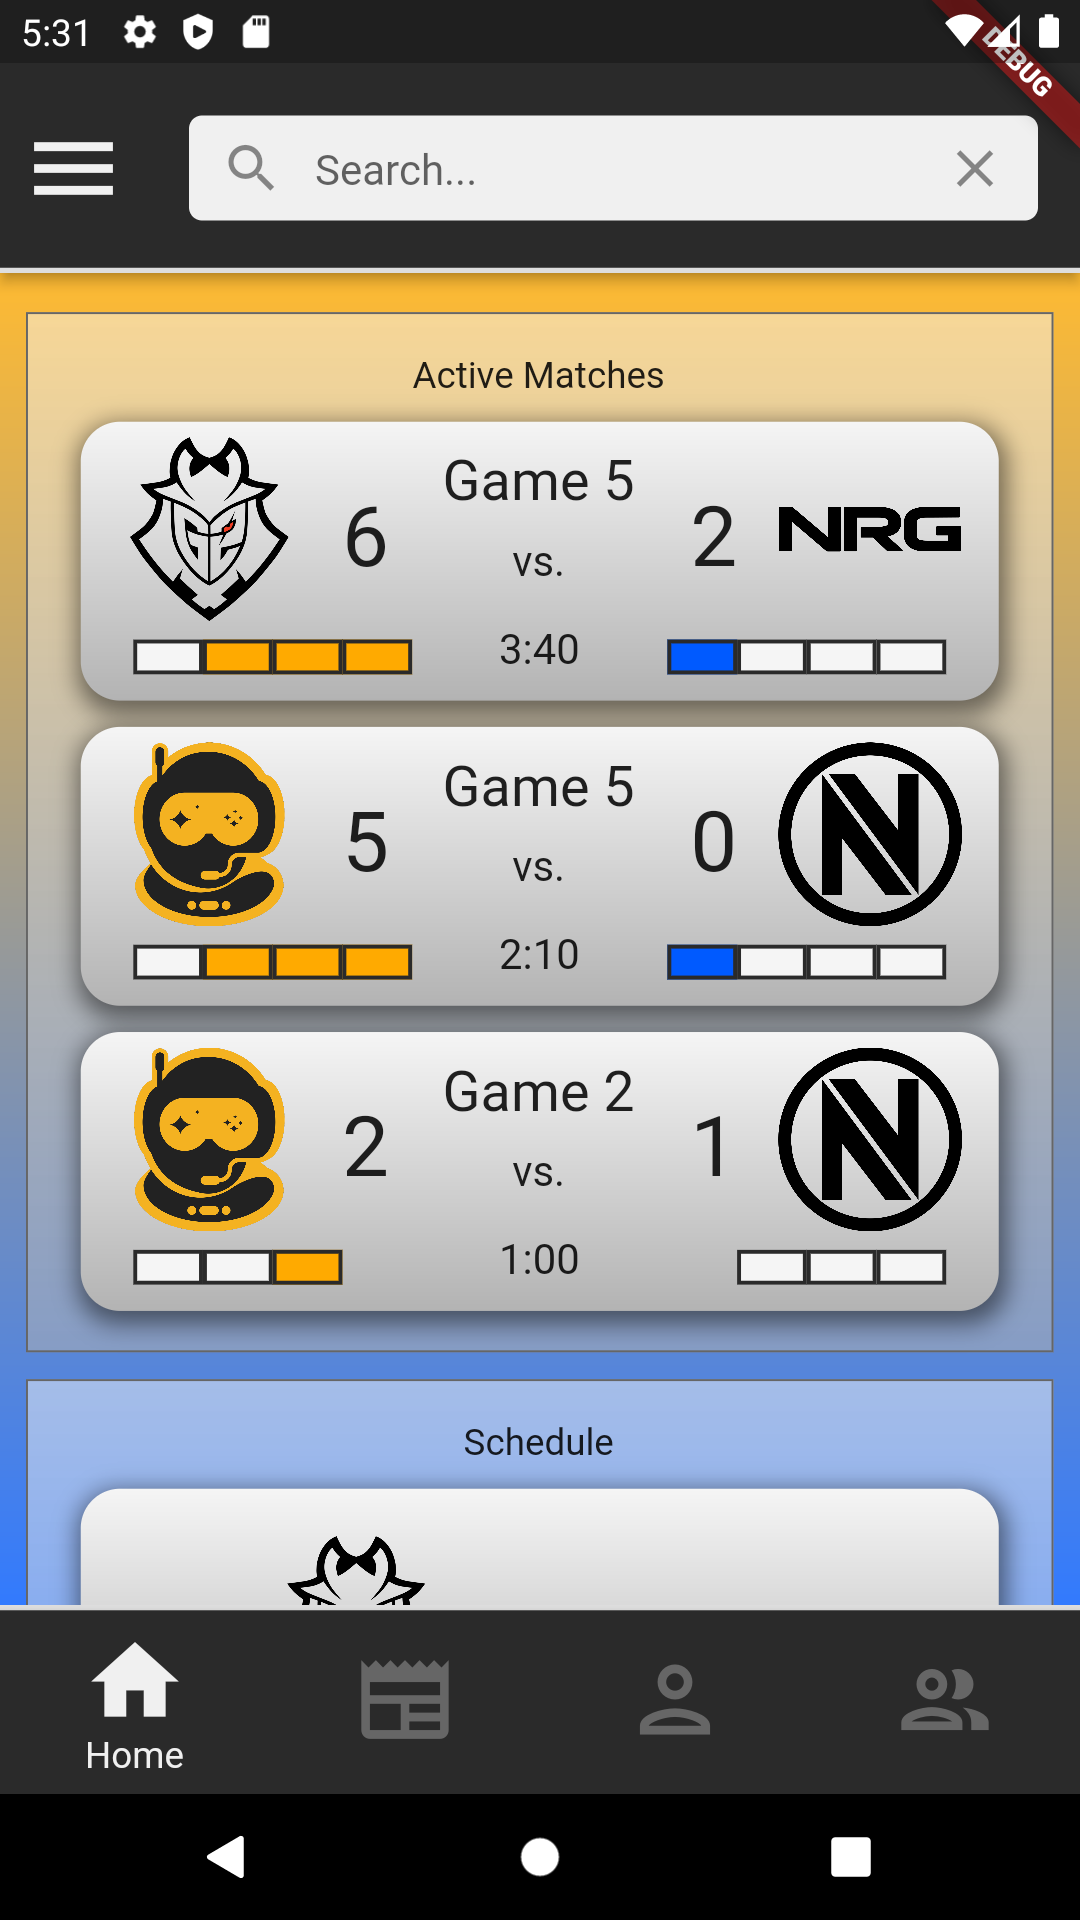 5:31
DEBUG
Search...
Active Matches
Game 5
6 vs. 2 NRG
3:40
Game 5
5 vs. 0 N
2:10
Game 2
2 vs. 1 N
1:00
Schedule
Home